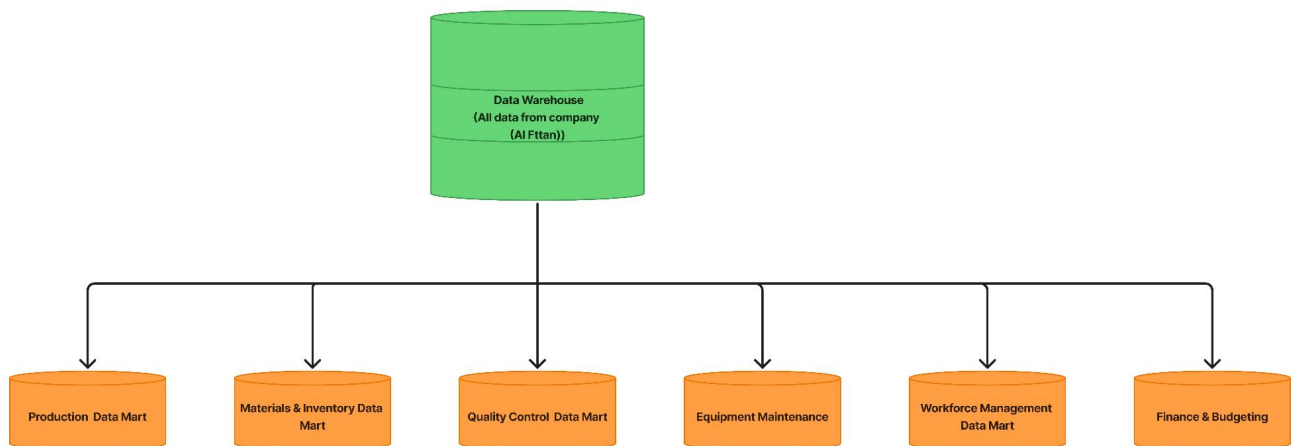 Data Warehouse
(All data from company
(Al Fttan))
Production Data Mart
Materials & Inventory Data
Mart
Quality Control Data Mart
Equipment Maintenance
Workforce Management
Data Mart
Finance & Budgeting